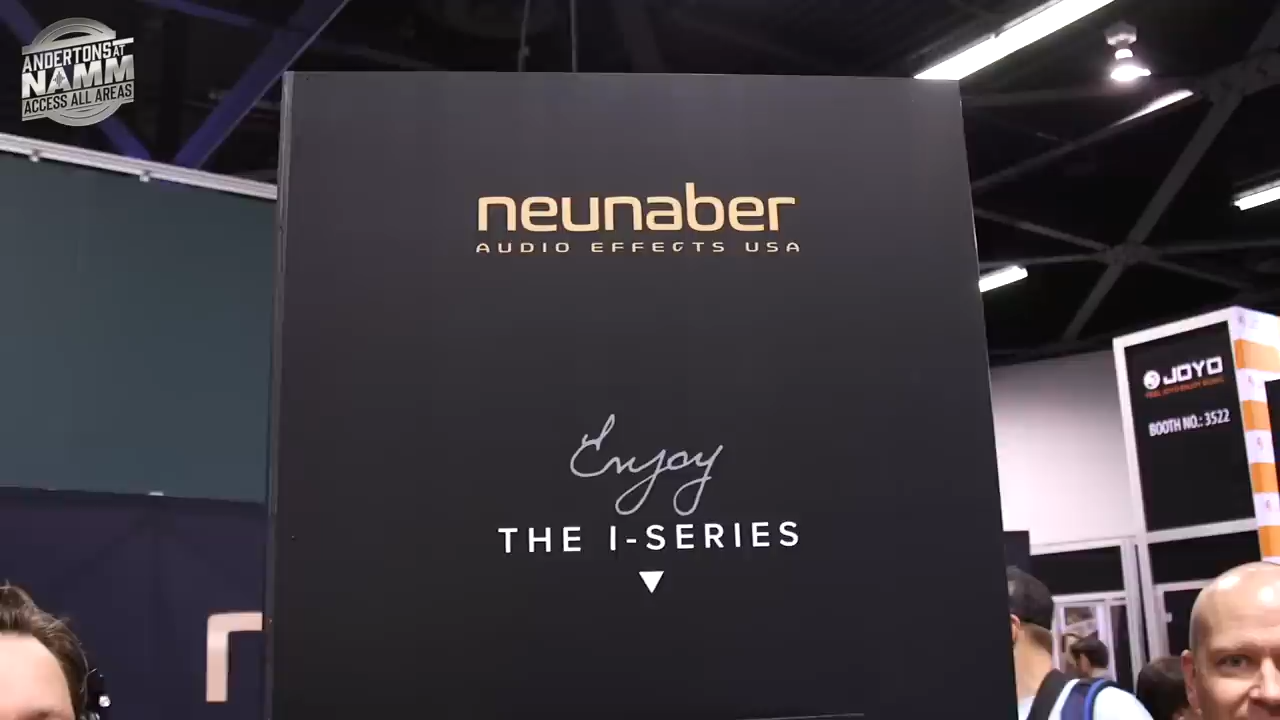 ANDERTONS AT
NAMM
ACCESS ALL AREAS
neunaber
AUDIO EFFECTS USA
Enjoy
THE I-SERIES
JOYO
BOOTH NO.: 3522